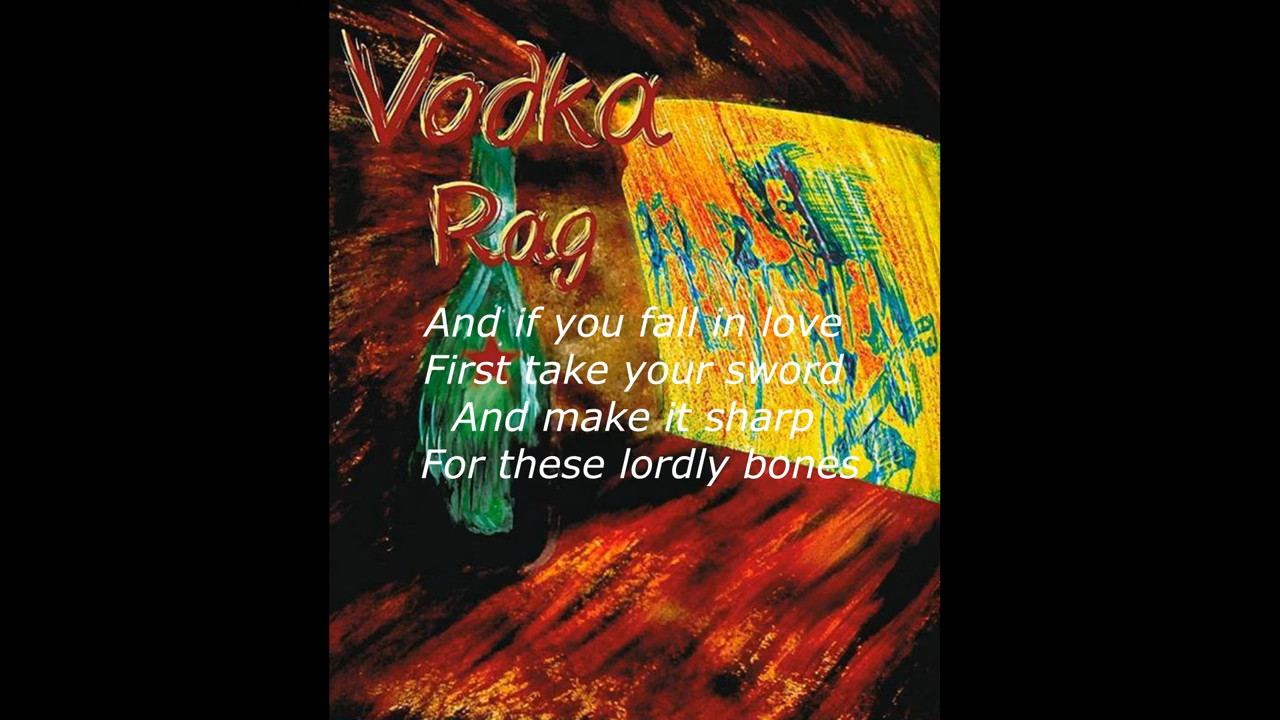 Vodka
Rag
And if you fall in love
First take your sword
And make it sharp
For these lordly bones